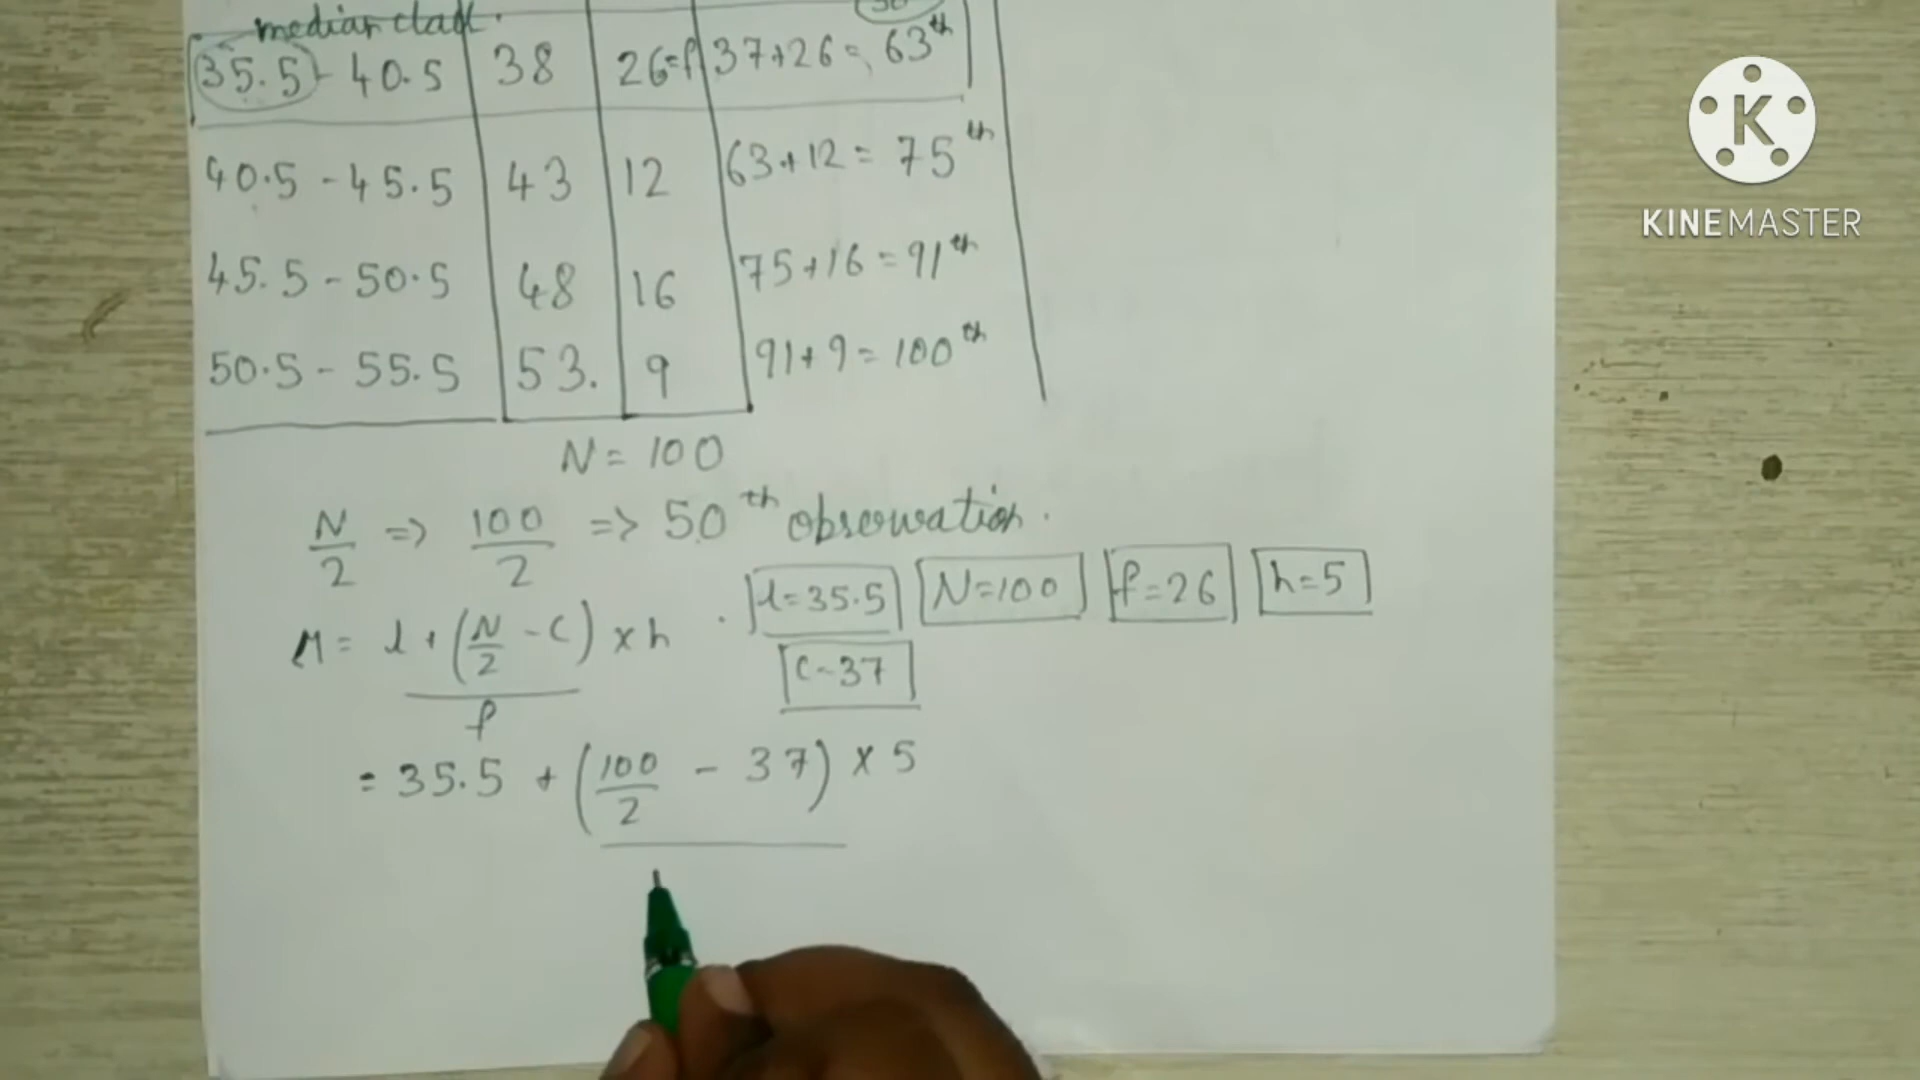 median class.
35.5 - 40.5 38 26=f 37+26= 63th
40.5 - 45.5 43 12 63+12= 75th
45.5 - 50.5 48 16 75+16=91th
50.5 - 55.5 53. 9 91+9=100th
N= 100
N/2 => 100/2 => 50th observation.
l=35.5 N=100 f=26 h=5
M= l+(N/2 - C) x h
f
C-37
= 35.5 + (100/2 - 37) x 5
K
KINEMASTER